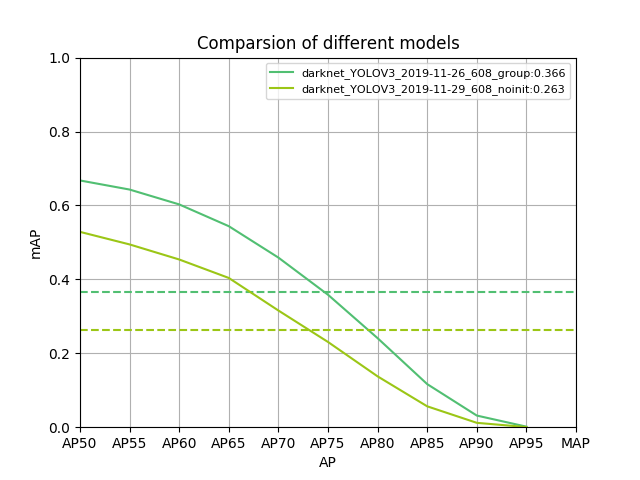 Comparsion of different models
darknet_YOLOV3_2019-11-26_608_group:0.366
darknet_YOLOV3_2019-11-29_608_noinit:0.263
mAP
1.0
0.8
0.6
0.4
0.2
0.0
AP50 AP55 AP60 AP65 AP70 AP75 AP80 AP85 AP90 AP95 MAP
AP